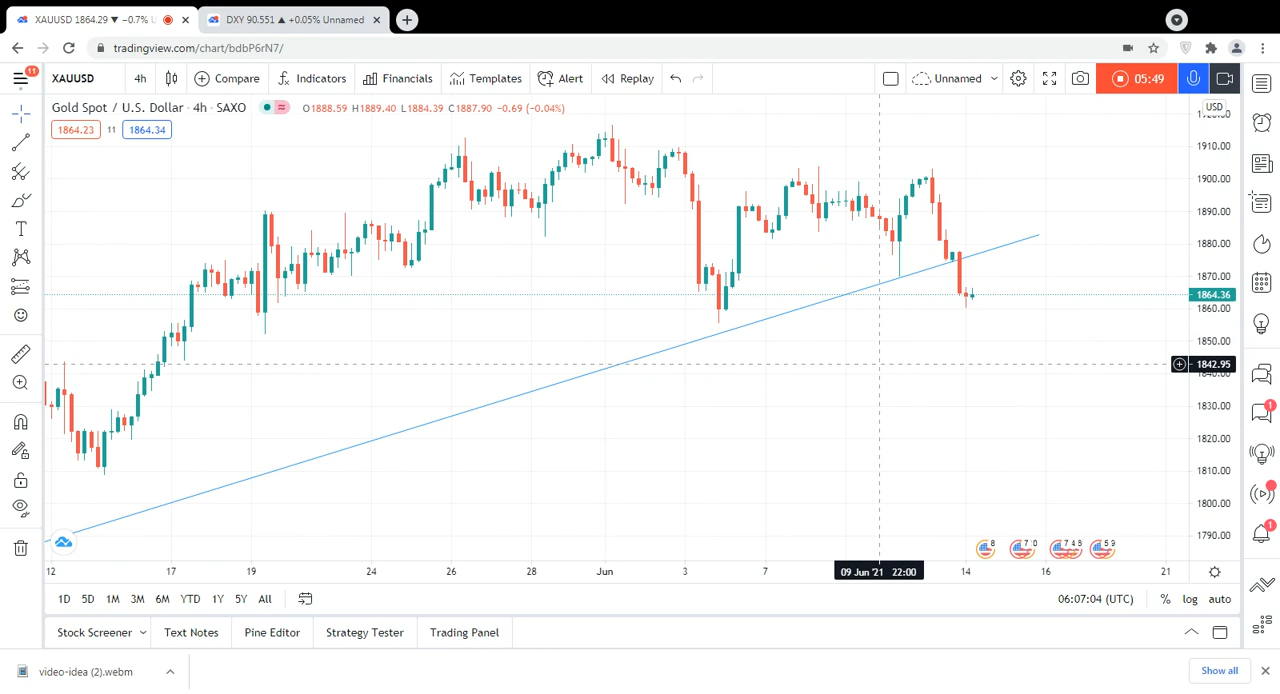 XAUUSD 1864.29 ▼ −0.7%
DXY 90.551 ▲ +0.05% Unnamed
tradingview.com/chart/bdbP6rN7/
11
XAUUSD
4h
Compare
Indicators
Financials
Templates
Alert
Replay
Unnamed
05:49
Gold Spot / U.S. Dollar · 4h · SAXO
O1888.59 H1889.40 L1884.39 C1887.90 −0.69 (−0.04%)
USD
1864.23
11
1864.34
1910.00
1900.00
1890.00
1880.00
1870.00
1864.36
1860.00
1850.00
1842.95
1830.00
1820.00
1810.00
1800.00
1790.00
1
1
1
12
17
19
24
26
28
Jun
3
7
09 Jun '21 22:00
14
16
21
1D
5D
1M
3M
6M
YTD
1Y
5Y
All
06:07:04 (UTC)
%
log
auto
Stock Screener
Text Notes
Pine Editor
Strategy Tester
Trading Panel
video-idea (2).webm
Show all